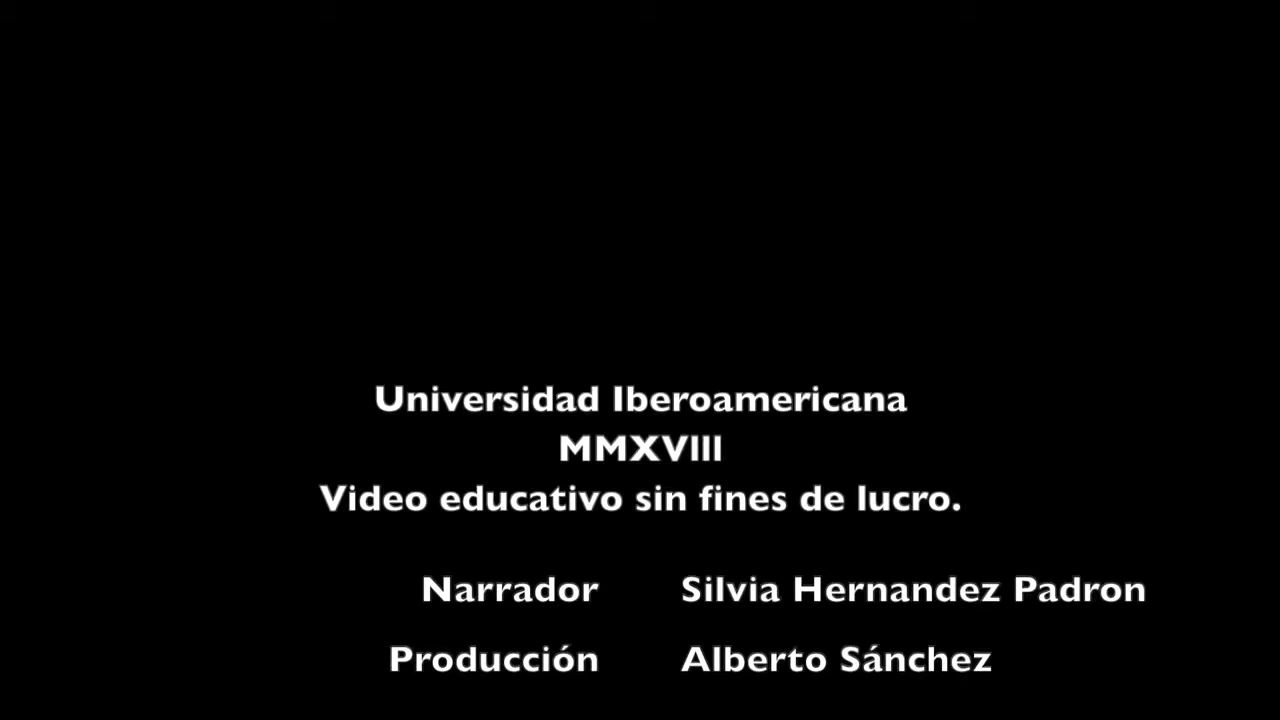 Universidad Iberoamericana
MMXVIII
Video educativo sin fines de lucro.
Narrador Silvia Hernandez Padron
Producción Alberto Sánchez